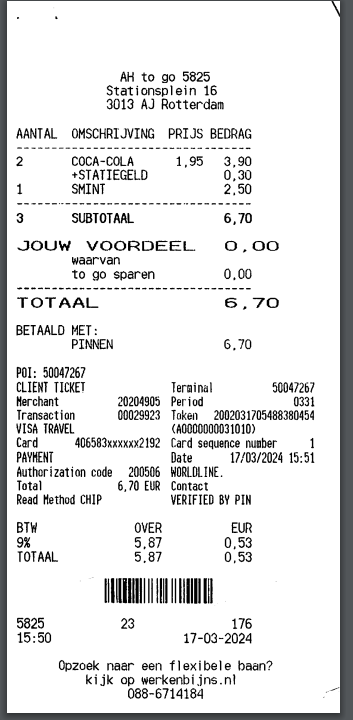 AH to go 5825
Stationsplein 16
3013 AJ Rotterdam
AANTAL OMSCHRIJVING PRIJS BEDRAG
2 COCA-COLA 1,95 3,90
+STATIEGELD 0,30
1 SMINT 2,50
3 SUBTOTAAL 6,70
JOUW VOORDEEL 0,00
waarvan
to go sparen 0,00
TOTAAL 6,70
BETAALD MET:
PINNEN 6,70
POI: 50047267
CLIENT TICKET Terminal 50047267
Merchant 20204905 Period 0331
Transaction 00029923 Token 2002031705488380454
VISA TRAVEL (A0000000031010)
Card 406583xxxxxx2192 Card sequence number 1
PAYMENT Date 17/03/2024 15:51
Authorization code 200506 WORLDLINE.
Total 6,70 EUR Contact
Read Method CHIP VERIFIED BY PIN
BTW OVER EUR
9% 5,87 0,53
TOTAAL 5,87 0,53
5825 23 176
15:50 17-03-2024
Opzoek naar een flexibele baan?
kijk op werkenbijns.nl
088-6714184